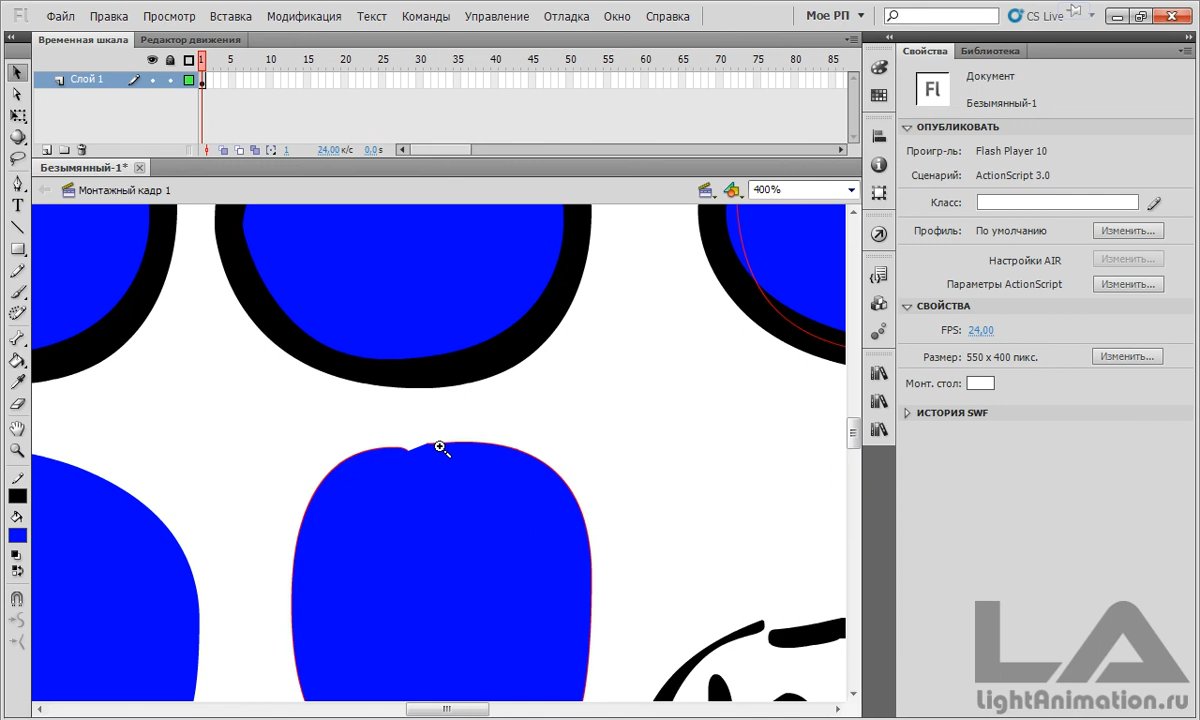 Fl Файл Правка Просмотр Вставка Модификация Текст Команды Управление Отладка Окно Справка Мое РП CS Live
Временная шкала Редактор движения
1 5 10 15 20 25 30 35 40 45 50 55 60 65 70 75 80 85
Слой 1
1 24,00 к/с 0,0 s
Безымянный-1*
Монтажный кадр 1 400%
Свойства Библиотека
Fl Документ
Безымянный-1
ОПУБЛИКОВАТЬ
Проигр-ль: Flash Player 10
Сценарий: ActionScript 3.0
Класс:
Профиль: По умолчанию Изменить...
Настройки AIR Изменить...
Параметры ActionScript Изменить...
СВОЙСТВА
FPS: 24,00
Размер: 550 x 400 пикс. Изменить...
Монт. стол:
ИСТОРИЯ SWF
LA
LightAnimation.ru